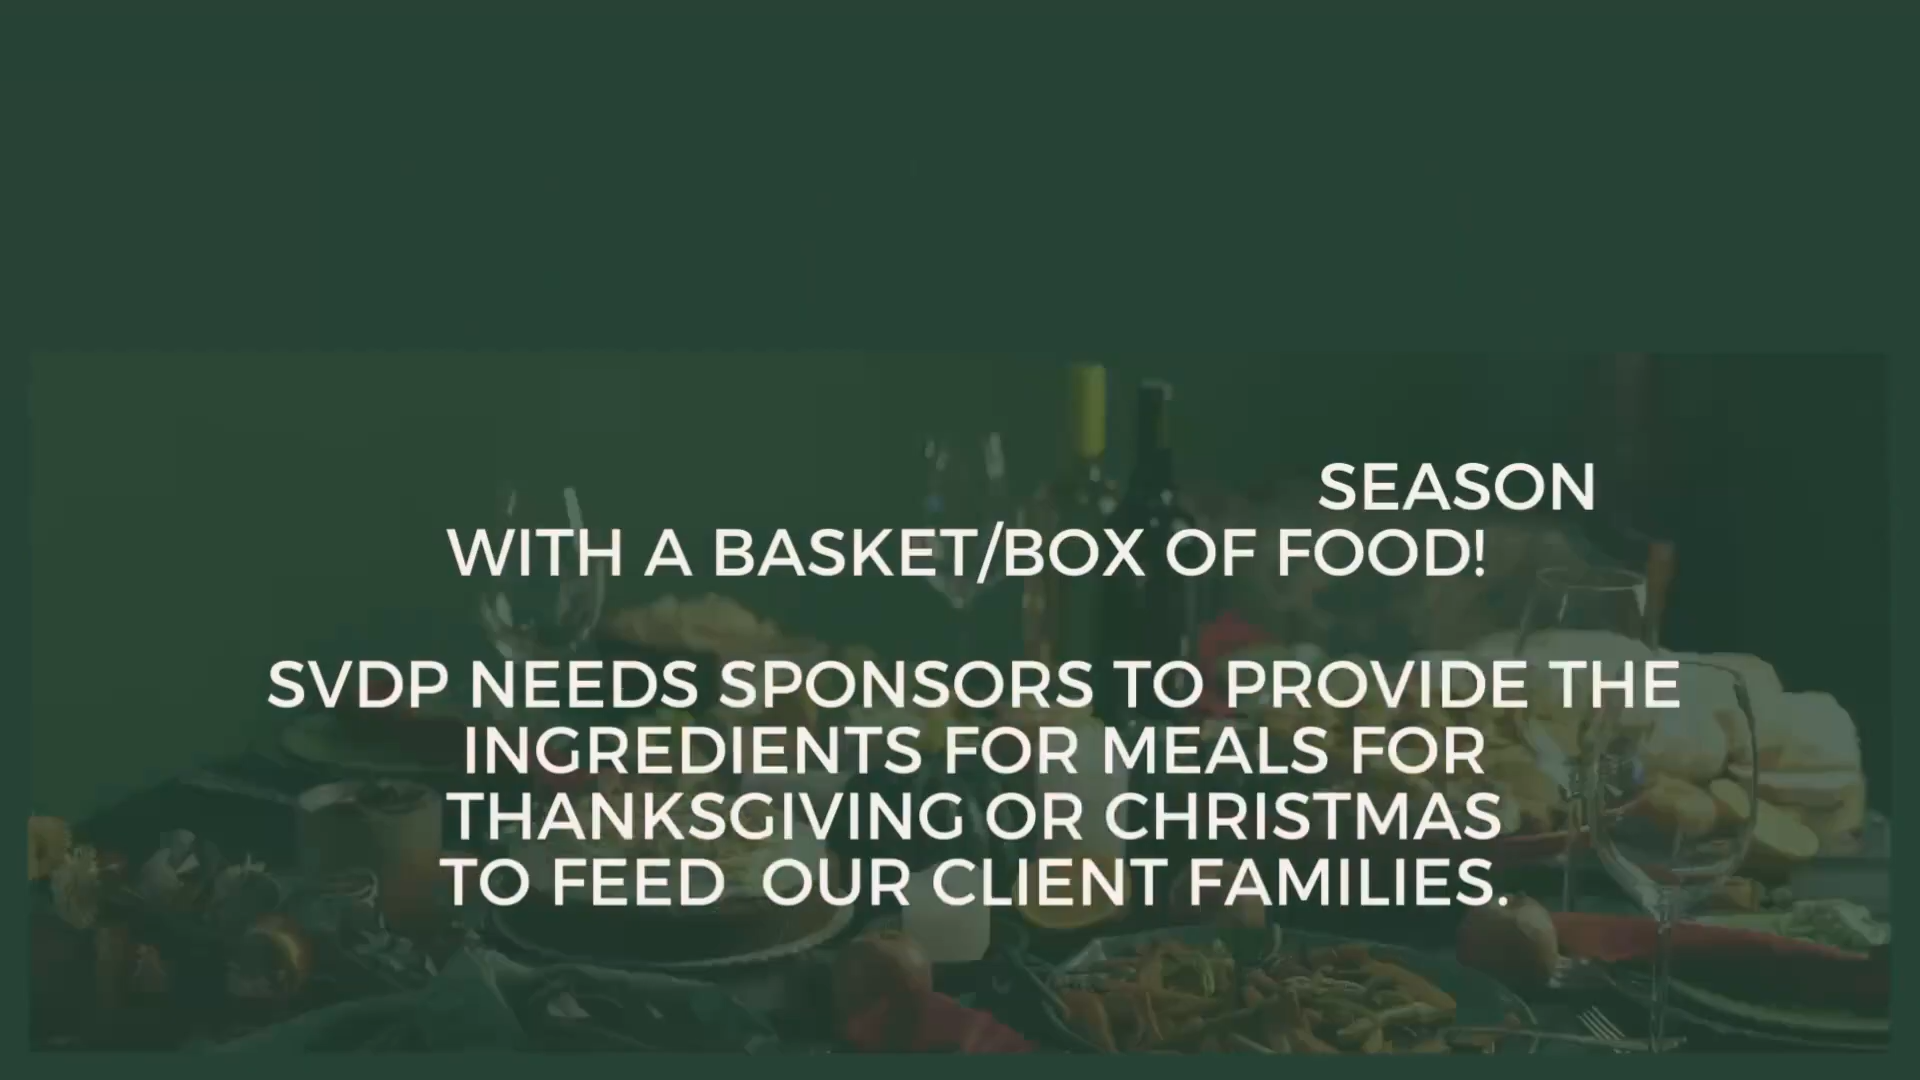 SEASON
WITH A BASKET/BOX OF FOOD!
SVDP NEEDS SPONSORS TO PROVIDE THE
INGREDIENTS FOR MEALS FOR
THANKSGIVING OR CHRISTMAS
TO FEED  OUR CLIENT FAMILIES.